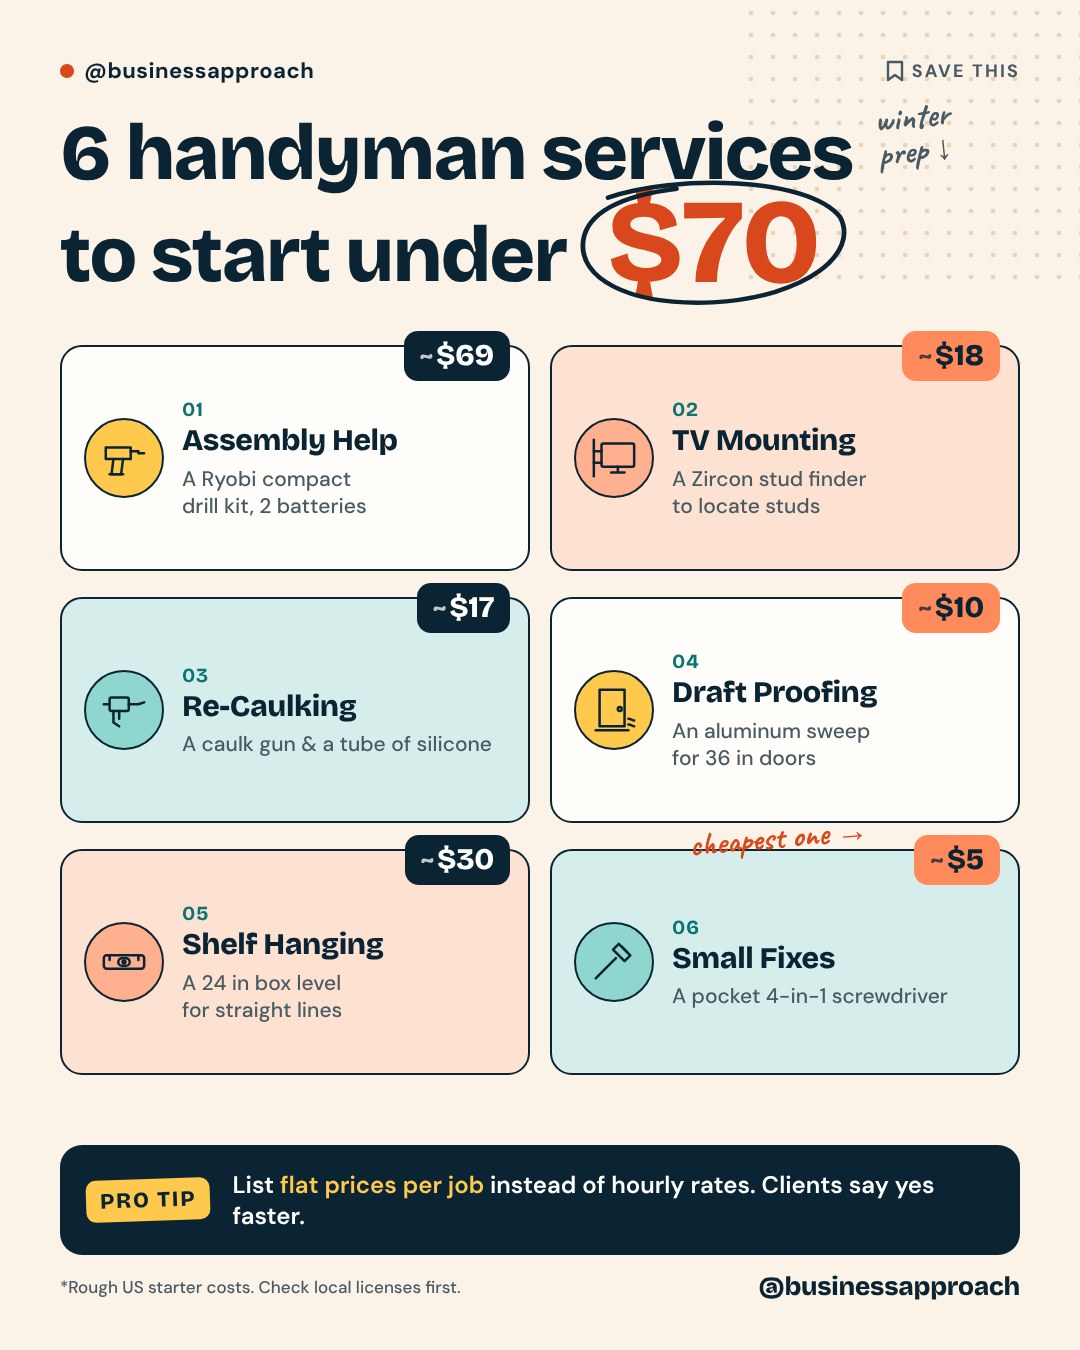 @businessapproach
SAVE THIS
winter
prep ↓
6 handyman services
to start under $70
~$69
01
Assembly Help
A Ryobi compact
drill kit, 2 batteries
~$18
02
TV Mounting
A Zircon stud finder
to locate studs
~$17
03
Re-Caulking
A caulk gun & a tube of silicone
~$10
04
Draft Proofing
An aluminum sweep
for 36 in doors
~$30
05
Shelf Hanging
A 24 in box level
for straight lines
cheapest one →
~$5
06
Small Fixes
A pocket 4-in-1 screwdriver
PRO TIP
List flat prices per job instead of hourly rates. Clients say yes
faster.
*Rough US starter costs. Check local licenses first.
@businessapproach